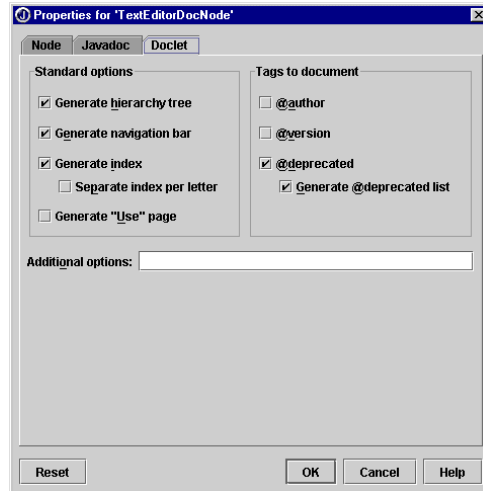 Properties for 'TextEditorDocNode'
Node Javadoc Doclet
Standard options
Generate hierarchy tree
Generate navigation bar
Generate index
Separate index per letter
Generate "Use" page
Tags to document
@author
@version
@deprecated
Generate @deprecated list
Additional options:
Reset OK Cancel Help